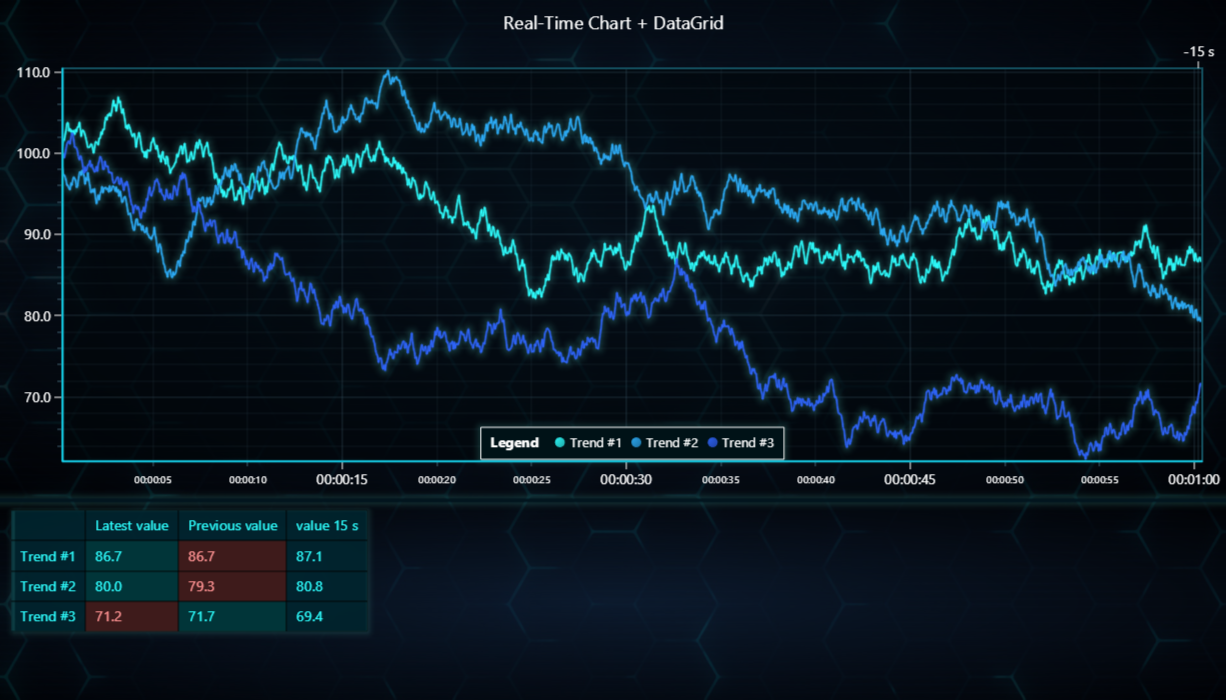 Real-Time Chart + DataGrid
-15 s
110.0
100.0
90.0
80.0
70.0
Legend Trend #1 Trend #2 Trend #3
00:00:05 00:00:10 00:00:15 00:00:20 00:00:25 00:00:30 00:00:35 00:00:40 00:00:45 00:00:50 00:00:55 00:01:00
Latest value Previous value value 15 s
Trend #1 86.7 86.7 87.1
Trend #2 80.0 79.3 80.8
Trend #3 71.2 71.7 69.4